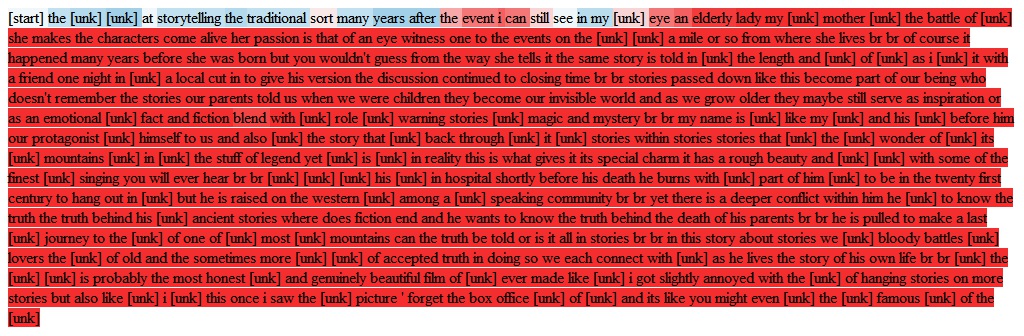 [start] the [unk] [unk] at storytelling the traditional sort many years after the event i can still see in my [unk] eye an elderly lady my [unk] mother [unk] the battle of [unk]
she makes the characters come alive her passion is that of an eye witness one to the events on the [unk] [unk] a mile or so from where she lives br br of course it
happened many years before she was born but you wouldn't guess from the way she tells it the same story is told in [unk] the length and [unk] of [unk] as i [unk] it with
a friend one night in [unk] a local cut in to give his version the discussion continued to closing time br br stories passed down like this become part of our being who
doesn't remember the stories our parents told us when we were children they become our invisible world and as we grow older they maybe still serve as inspiration or
as an emotional [unk] fact and fiction blend with [unk] role [unk] warning stories [unk] magic and mystery br br my name is [unk] like my [unk] and his [unk] before him
our protagonist [unk] himself to us and also [unk] the story that [unk] back through [unk] it [unk] stories within stories stories that [unk] the [unk] wonder of [unk] its
[unk] mountains [unk] in [unk] the stuff of legend yet [unk] is [unk] in reality this is what gives it its special charm it has a rough beauty and [unk] [unk] with some of the
finest [unk] singing you will ever hear br br [unk] [unk] [unk] his [unk] in hospital shortly before his death he burns with [unk] part of him [unk] to be in the twenty first
century to hang out in [unk] but he is raised on the western [unk] among a [unk] speaking community br br yet there is a deeper conflict within him he [unk] to know the
truth the truth behind his [unk] ancient stories where does fiction end and he wants to know the truth behind the death of his parents br br he is pulled to make a last
[unk] journey to the [unk] of one of [unk] most [unk] mountains can the truth be told or is it all in stories br br in this story about stories we [unk] bloody battles [unk]
lovers the [unk] of old and the sometimes more [unk] [unk] of accepted truth in doing so we each connect with [unk] as he lives the story of his own life br br [unk] the
[unk] [unk] is probably the most honest [unk] and genuinely beautiful film of [unk] ever made like [unk] i got slightly annoyed with the [unk] of hanging stories on more
stories but also like [unk] i [unk] this once i saw the [unk] picture ' forget the box office [unk] of [unk] and its like you might even [unk] the [unk] famous [unk] of the
[unk]